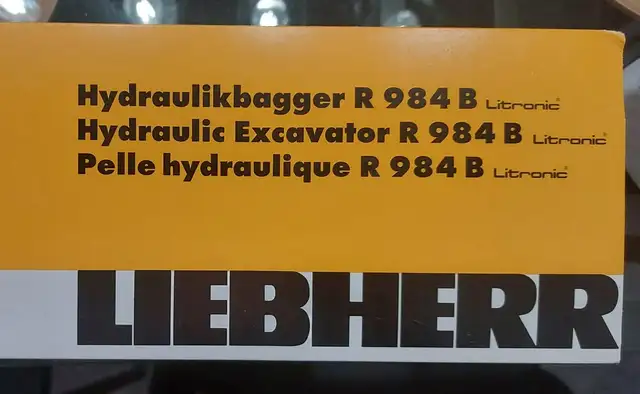 Hydraulikbagger R 984 B Litronic®
Hydraulic Excavator R 984 B Litronic®
Pelle hydraulique R 984 B Litronic®
LIEBHERR